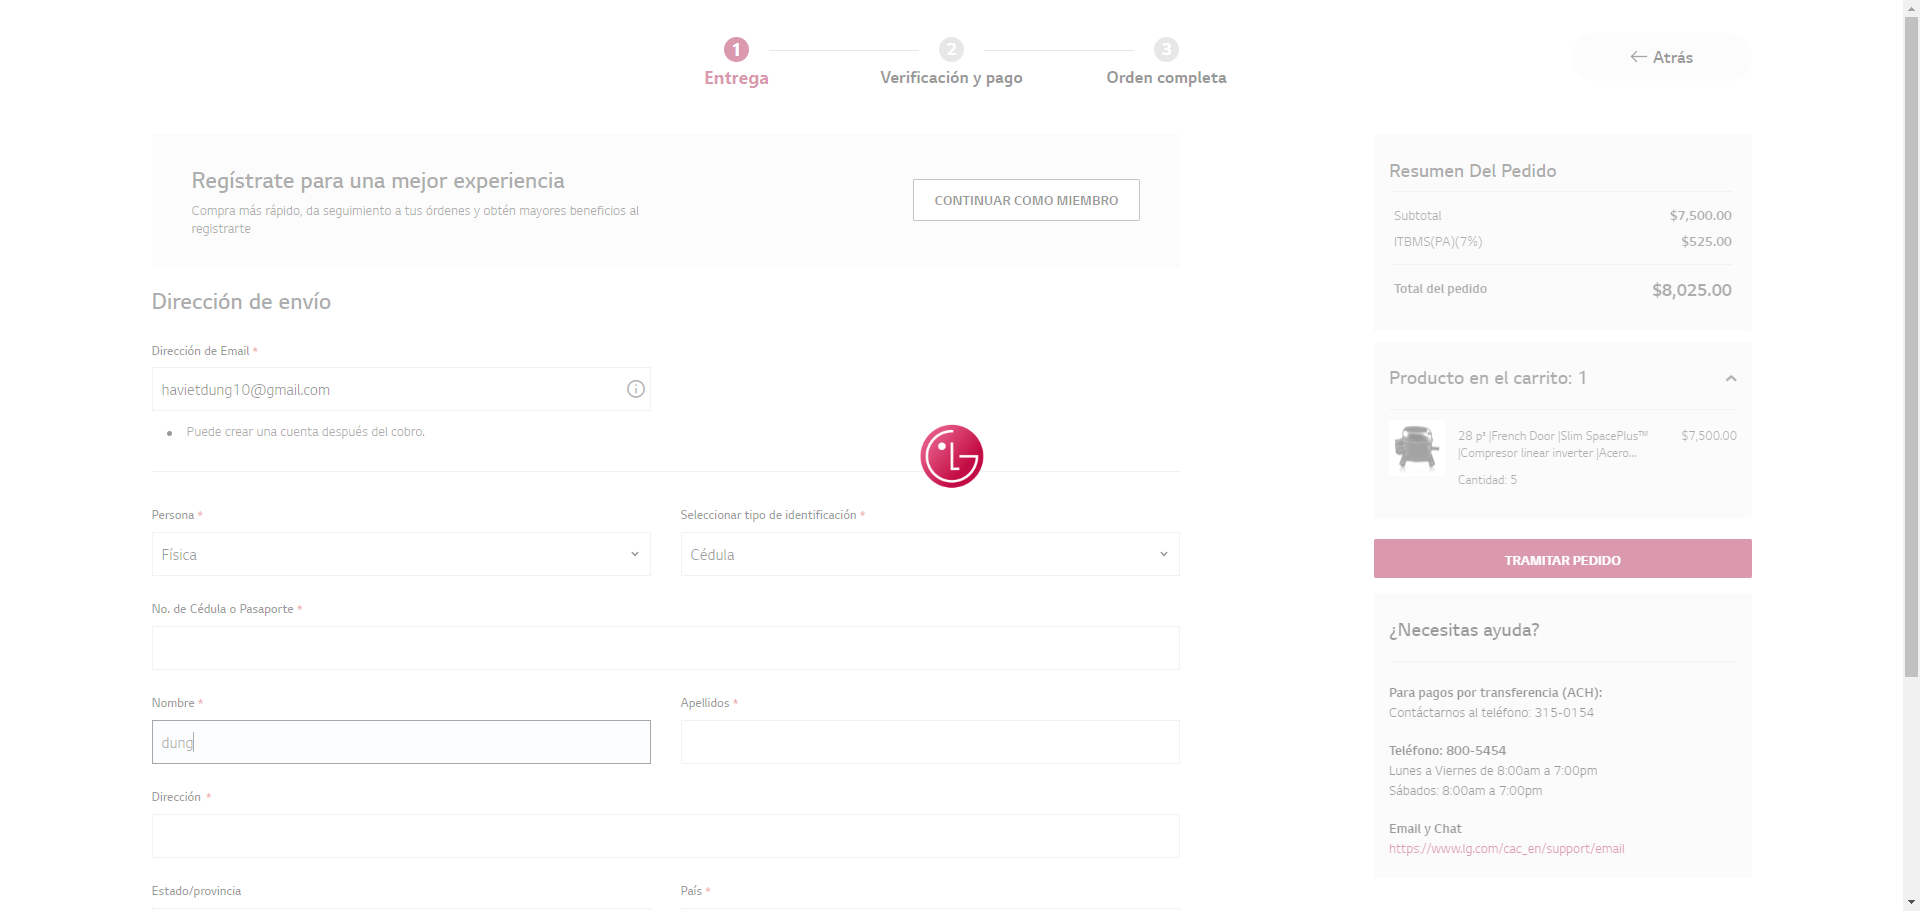 1
Entrega
2
Verificación y pago
3
Orden completa
Atrás
Regístrate para una mejor experiencia
Compra más rápido, da seguimiento a tus órdenes y obtén mayores beneficios al
registrarte
CONTINUAR COMO MIEMBRO
Dirección de envío
Dirección de Email *
havietdung10@gmail.com
Puede crear una cuenta después del cobro.
Persona *
Física
Seleccionar tipo de identificación *
Cédula
No. de Cédula o Pasaporte *
Nombre *
dung
Apellidos *
Dirección *
Estado/provincia
País *
Resumen Del Pedido
Subtotal $7,500.00
ITBMS(PA)(7%) $525.00
Total del pedido $8,025.00
Producto en el carrito: 1
28 p³ |French Door |Slim SpacePlus™ $7,500.00
|Compresor linear inverter |Acero...
Cantidad: 5
TRAMITAR PEDIDO
¿Necesitas ayuda?
Para pagos por transferencia (ACH):
Contáctarnos al teléfono: 315-0154
Teléfono: 800-5454
Lunes a Viernes de 8:00am a 7:00pm
Sábados: 8:00am a 7:00pm
Email y Chat
https://www.lg.com/cac_en/support/email